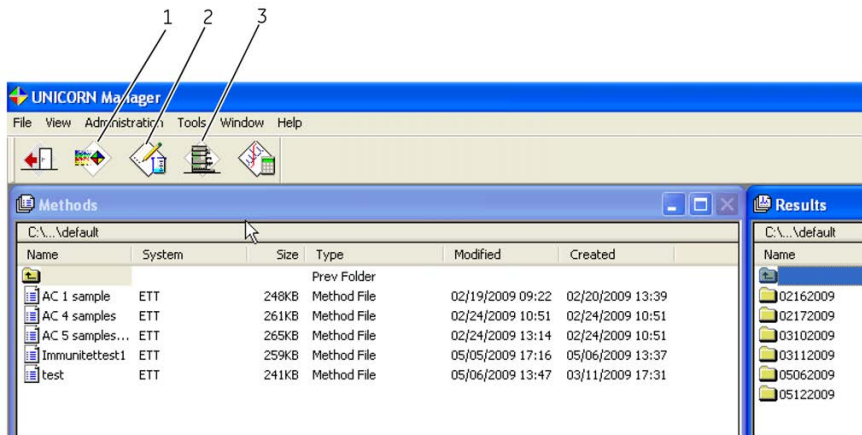 1 2 3
UNICORN Manager
File View Administration Tools Window Help
Methods
Results
C:\...\default
C:\...\default
Name System Size Type Modified Created
Name
Prev Folder
AC 1 sample ETT 248KB Method File 02/19/2009 09:22 02/20/2009 13:39
02162009
AC 4 samples ETT 261KB Method File 02/24/2009 10:51 02/24/2009 10:51
02172009
AC 5 samples... ETT 265KB Method File 02/24/2009 13:14 02/24/2009 10:51
03102009
Immunitettest1 ETT 259KB Method File 05/05/2009 17:16 05/06/2009 13:37
03112009
test ETT 241KB Method File 05/06/2009 13:47 03/11/2009 17:31
05062009
05122009